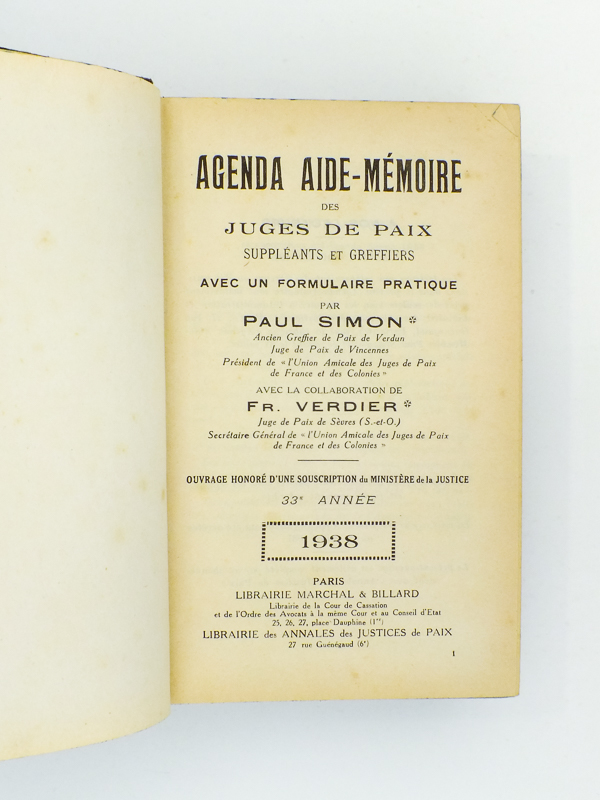 AGENDA AIDE-MÉMOIRE
DES
JUGES DE PAIX
SUPPLÉANTS ET GREFFIERS
AVEC UN FORMULAIRE PRATIQUE
PAR
PAUL SIMON *
Ancien Greffier de Paix de Verdun
Juge de Paix de Vincennes
Président de « l'Union Amicale des Juges de Paix
de France et des Colonies »
AVEC LA COLLABORATION DE
FR. VERDIER *
Juge de Paix de Sèvres (S.-et-O.)
Secrétaire Général de « l'Union Amicale des Juges de Paix
de France et des Colonies »
OUVRAGE HONORÉ D'UNE SOUSCRIPTION du MINISTÈRE de la JUSTICE
33e ANNÉE
1938
PARIS
LIBRAIRIE MARCHAL & BILLARD
Librairie de la Cour de Cassation
et de l'Ordre des Avocats à la même Cour et au Conseil d'Etat
25, 26, 27, place Dauphine (1er)
LIBRAIRIE des ANNALES des JUSTICES de PAIX
27 rue Guénégaud (6e)
1